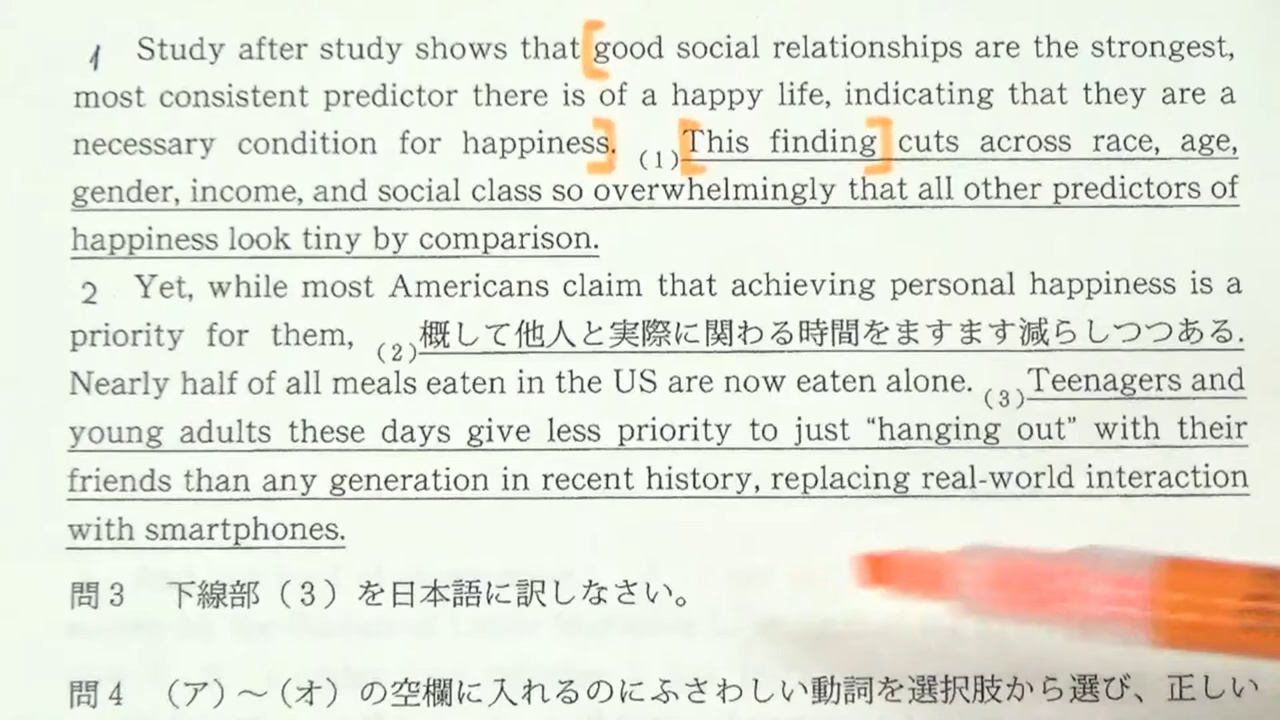 1 Study after study shows that [good social relationships are the strongest,
most consistent predictor there is of a happy life, indicating that they are a
necessary condition for happiness]. (1)[This finding] cuts across race, age,
gender, income, and social class so overwhelmingly that all other predictors of
happiness look tiny by comparison.
2 Yet, while most Americans claim that achieving personal happiness is a
priority for them, (2)概して他人と実際に関わる時間をますます減らしつつある.
Nearly half of all meals eaten in the US are now eaten alone. (3)Teenagers and
young adults these days give less priority to just “hanging out” with their
friends than any generation in recent history, replacing real-world interaction
with smartphones.
問3 下線部（3）を日本語に訳しなさい。
問4 （ア）～（オ）の空欄に入れるのにふさわしい動詞を選択肢から選び、正しい